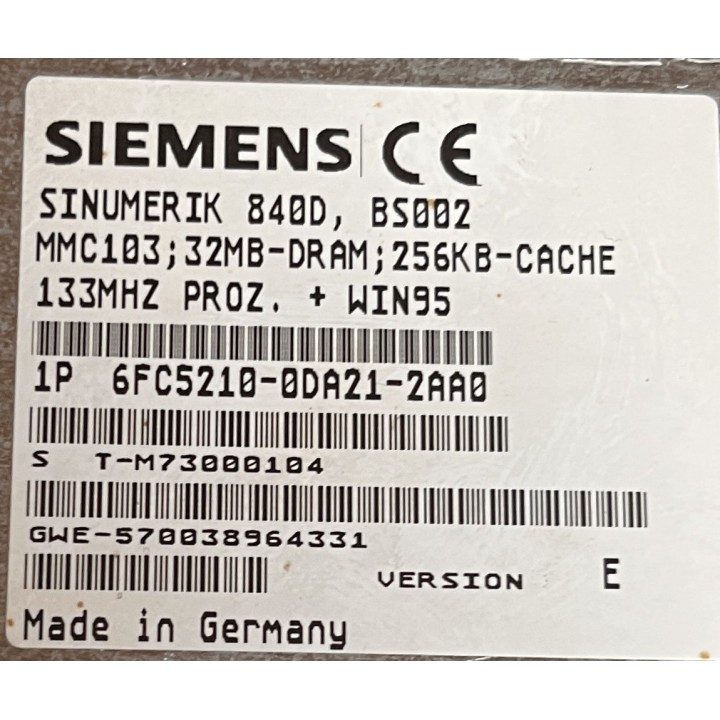 SIEMENS CE
SINUMERIK 840D, BS002
MMC103;32MB-DRAM;256KB-CACHE
133MHZ PROZ. + WIN95
1P 6FC5210-0DA21-2AA0
S T-M73000104
GWE-570038964331
VERSION E
Made in Germany